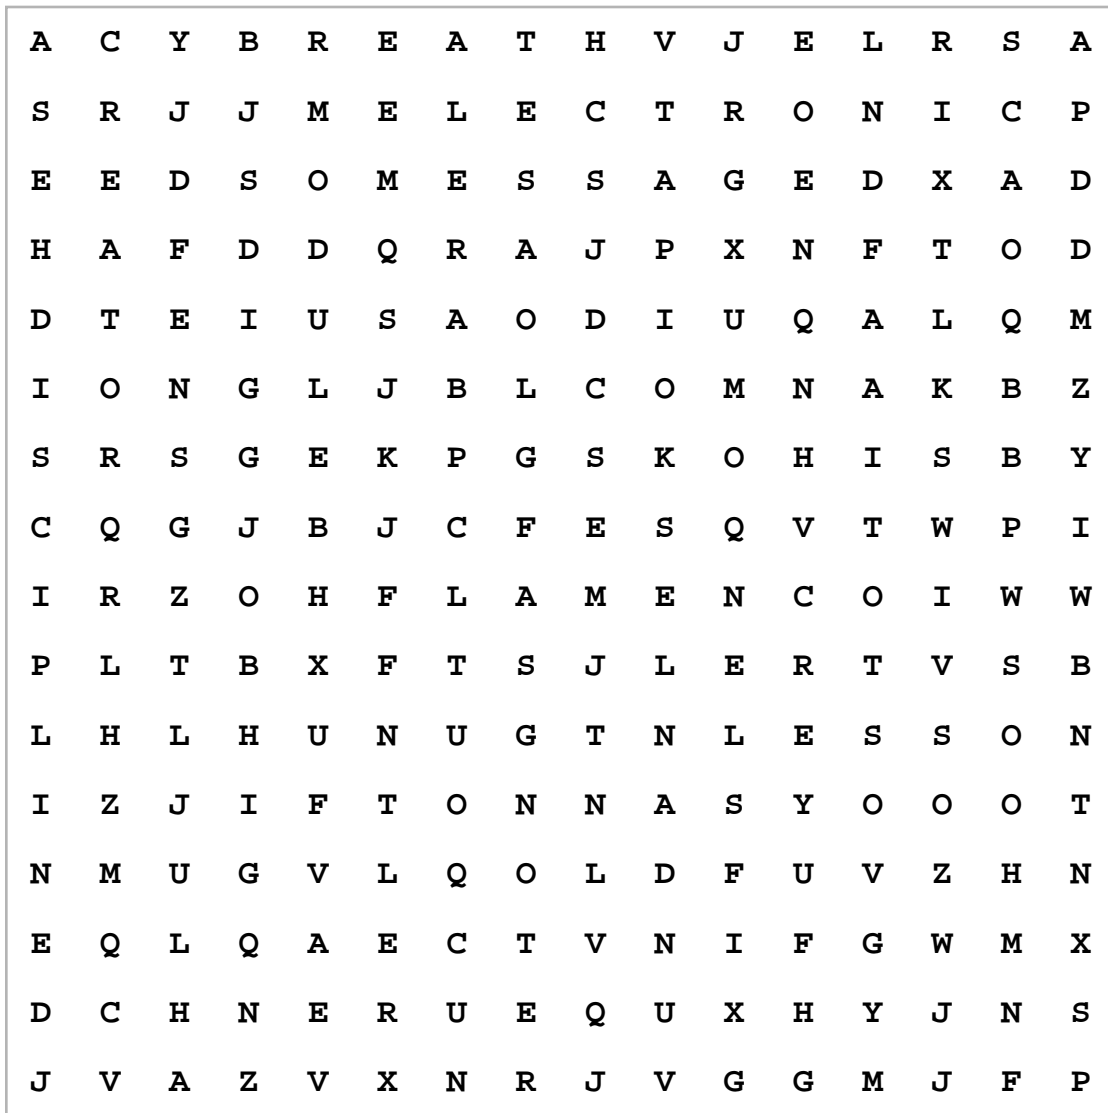 A C Y B R E A T H V J E L R S A
S R J J M E L E C T R O N I C P
E E D S O M E S S A G E D X A D
H A F D D Q R A J P X N F T O D
D T E I U S A O D I U Q A L Q M
I O N G L J B L C O M N A K B Z
S R S G E K P G S K O H I S B Y
C Q G J B J C F E S Q V T W P I
I R Z O H F L A M E N C O I W W
P L T B X F T S J L E R T V S B
L H L H U N U G T N L E S S O N
I Z J I F T O N N A S Y O O O T
N M U G V L Q O L D F U V Z H N
E Q L Q A E C T V N I F G W M X
D C H N E R U E Q U X H Y J N S
J V A Z V X N R J V G G M J F P